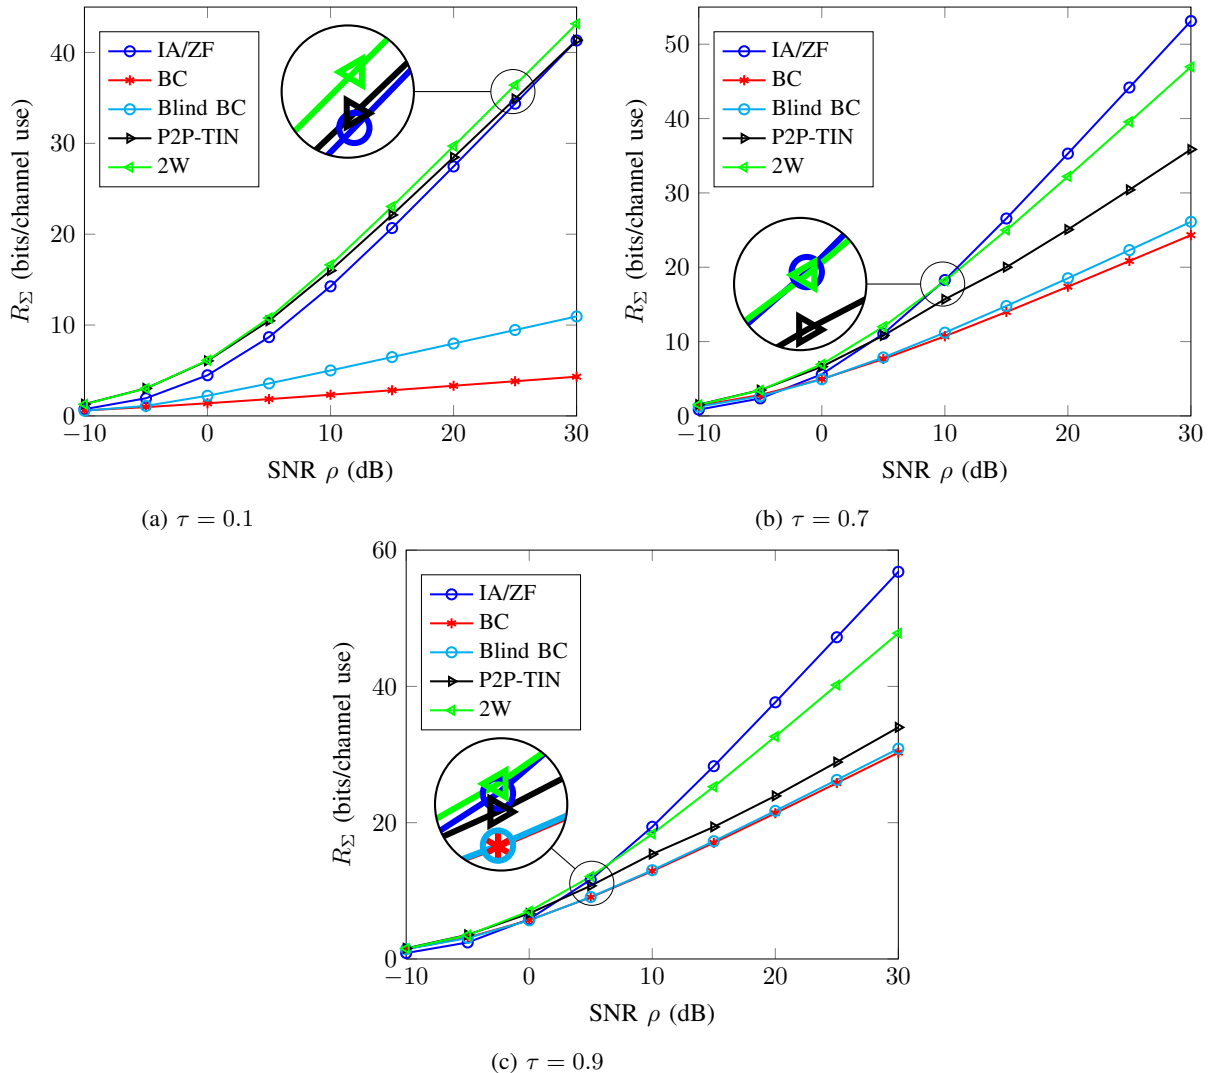 40
30
20
10
0
R_Σ (bits/channel use)
IA/ZF
BC
Blind BC
P2P-TIN
2W
−10 0 10 20 30
SNR ρ (dB)
(a) τ = 0.1
50
40
30
20
10
0
R_Σ (bits/channel use)
IA/ZF
BC
Blind BC
P2P-TIN
2W
−10 0 10 20 30
SNR ρ (dB)
(b) τ = 0.7
60
40
20
0
R_Σ (bits/channel use)
IA/ZF
BC
Blind BC
P2P-TIN
2W
−10 0 10 20 30
SNR ρ (dB)
(c) τ = 0.9